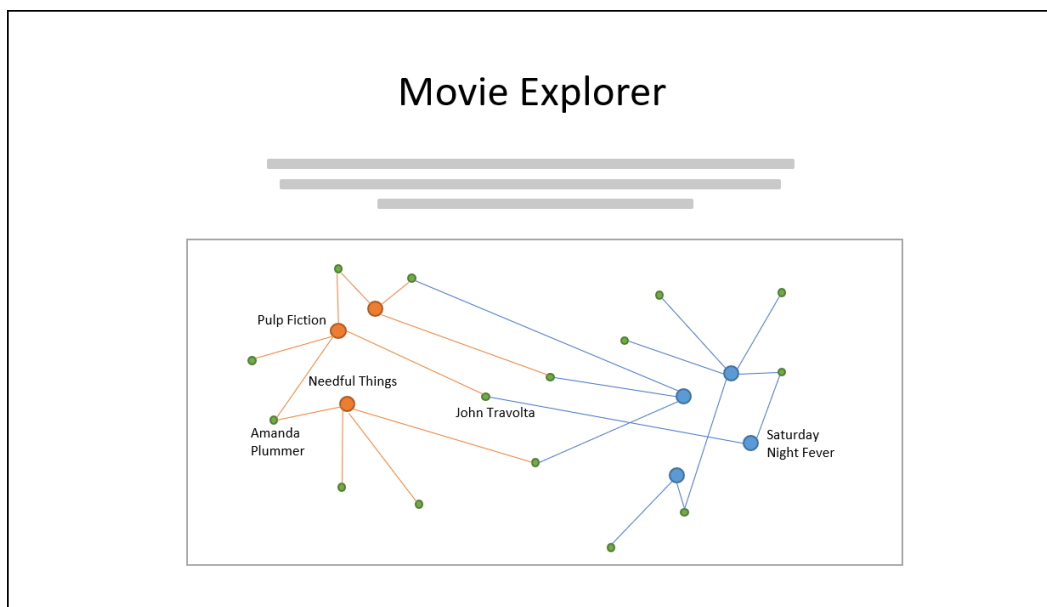 Movie Explorer
Pulp Fiction
Needful Things
John Travolta
Amanda
Plummer
Saturday
Night Fever